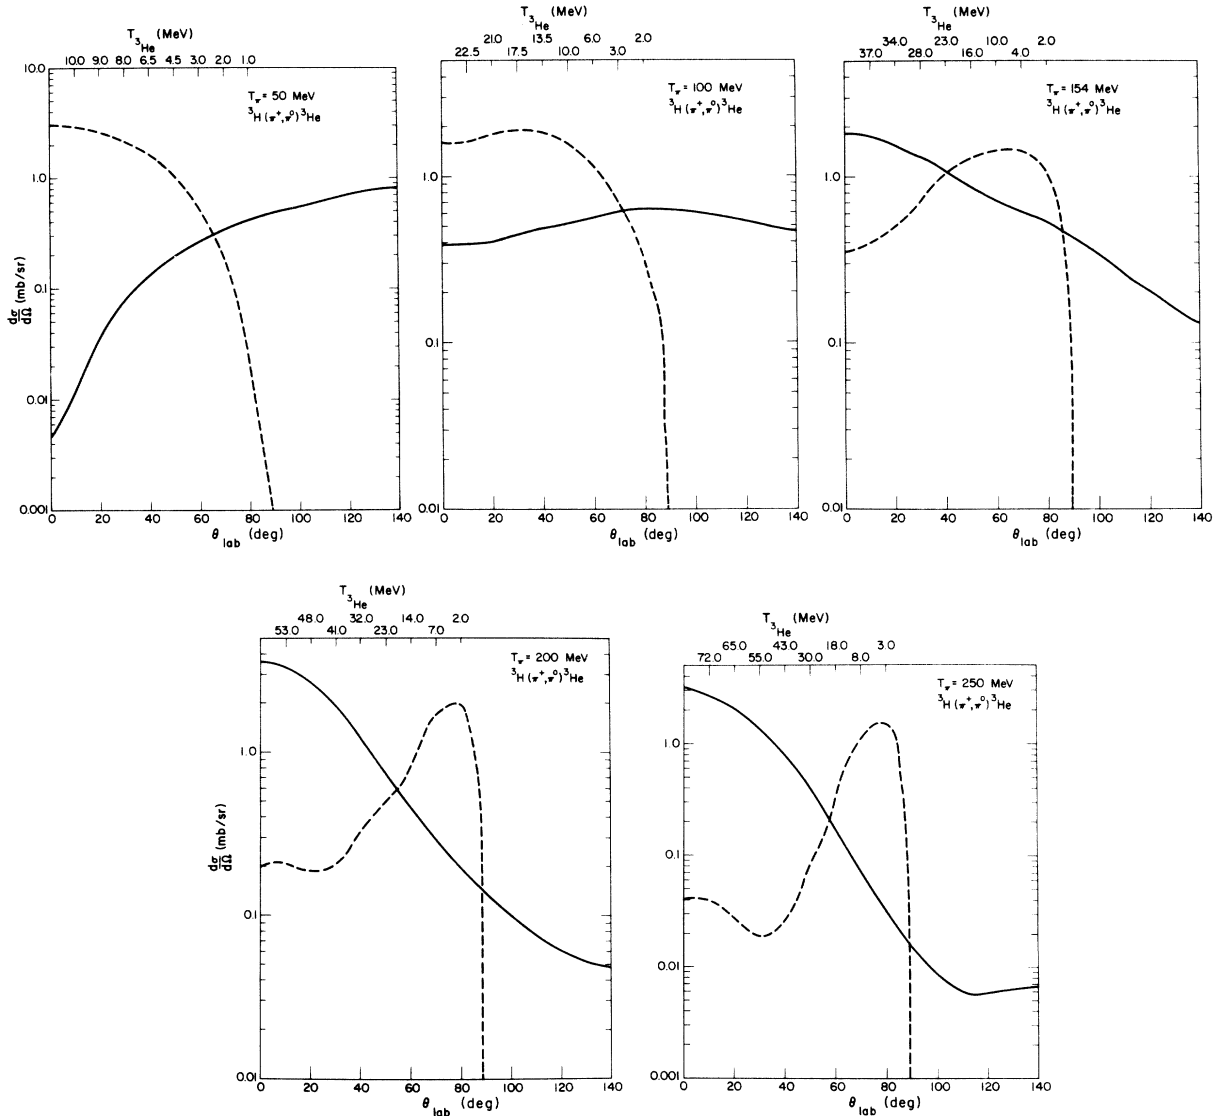 T₃He (MeV)
10.0 9.0 8.0 6.5 4.5 3.0 2.0 1.0
10.0
1.0
0.1
0.01
0.001
dσ/dΩ (mb/sr)
Tπ = 50 MeV
³H(π⁺,π⁰)³He
0 20 40 60 80 100 120 140
θlab (deg)
T₃He (MeV)
22.5 21.0 17.5 13.5 10.0 6.0 3.0 2.0
1.0
0.1
0.01
Tπ = 100 MeV
³H(π⁺,π⁰)³He
0 20 40 60 80 100 120 140
θlab (deg)
T₃He (MeV)
37.0 34.0 28.0 23.0 16.0 10.0 4.0 2.0
1.0
0.1
0.01
Tπ = 154 MeV
³H(π⁺,π⁰)³He
0 20 40 60 80 100 120 140
θlab (deg)
T₃He (MeV)
53.0 48.0 41.0 32.0 23.0 14.0 7.0 2.0
1.0
0.1
0.01
dσ/dΩ (mb/sr)
Tπ = 200 MeV
³H(π⁺,π⁰)³He
0 20 40 60 80 100 120 140
θlab (deg)
T₃He (MeV)
72.0 65.0 55.0 43.0 30.0 18.0 8.0 3.0
1.0
0.1
0.01
0.001
Tπ = 250 MeV
³H(π⁺,π⁰)³He
0 20 40 60 80 100 120 140
θlab (deg)